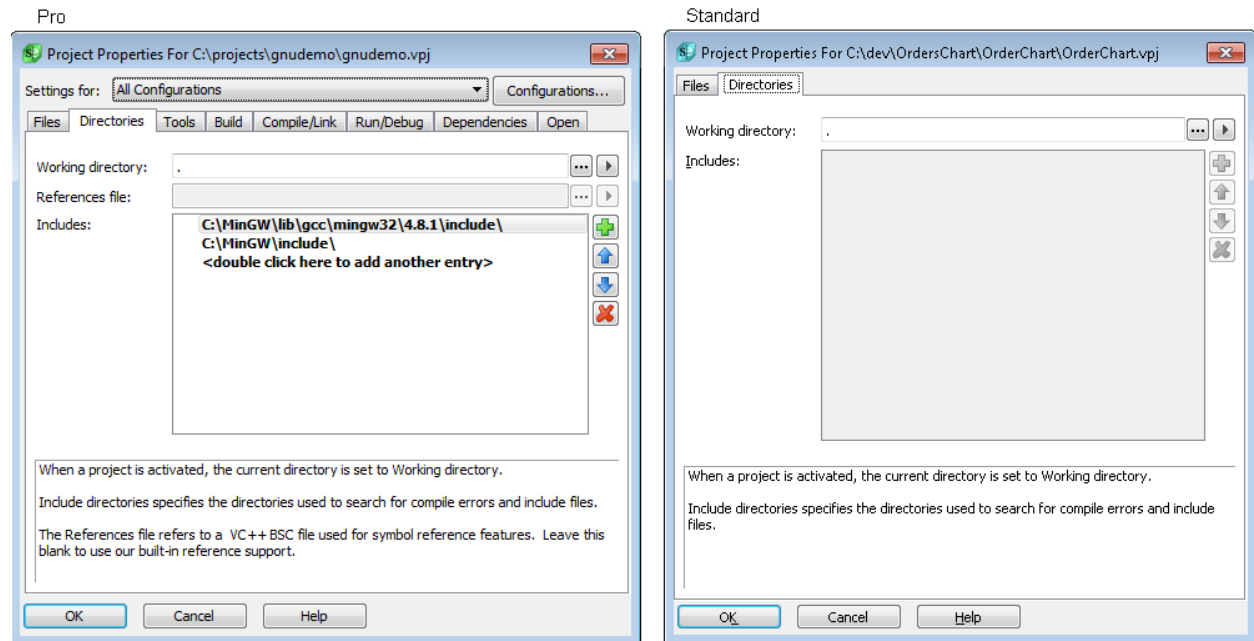 Pro
Project Properties For C:\projects\gnudemo\gnudemo.vpj
Settings for: All Configurations Configurations...
Files Directories Tools Build Compile/Link Run/Debug Dependencies Open
Working directory: . ...
References file: ...
Includes: C:\MinGW\lib\gcc\mingw32\4.8.1\include\
C:\MinGW\include\
<double click here to add another entry>
When a project is activated, the current directory is set to Working directory.
Include directories specifies the directories used to search for compile errors and include files.
The References file refers to a VC++ BSC file used for symbol reference features. Leave this
blank to use our built-in reference support.
OK Cancel Help
Standard
Project Properties For C:\dev\OrdersChart\OrderChart\OrderChart.vpj
Files Directories
Working directory: . ...
Includes:
When a project is activated, the current directory is set to Working directory.
Include directories specifies the directories used to search for compile errors and include
files.
OK Cancel Help